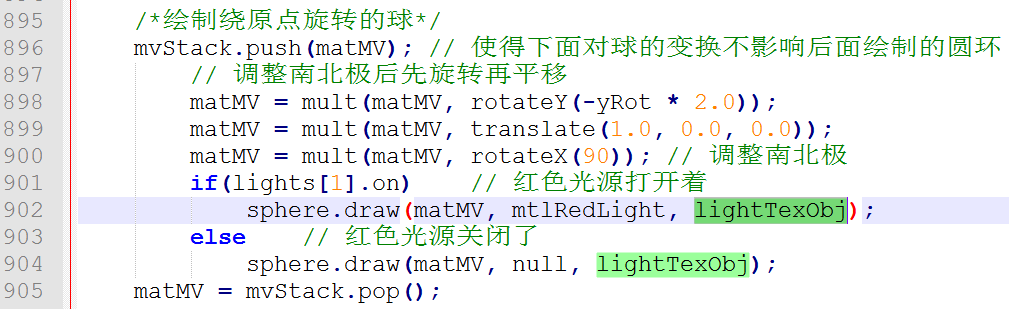 895 /*绘制绕原点旋转的球*/
896 mvStack.push(matMV); // 使得下面对球的变换不影响后面绘制的圆环
897 // 调整南北极后先旋转再平移
898 matMV = mult(matMV, rotateY(-yRot * 2.0));
899 matMV = mult(matMV, translate(1.0, 0.0, 0.0));
900 matMV = mult(matMV, rotateX(90)); // 调整南北极
901 if(lights[1].on) // 红色光源打开着
902 sphere.draw(matMV, mtlRedLight, lightTexObj);
903 else // 红色光源关闭了
904 sphere.draw(matMV, null, lightTexObj);
905 matMV = mvStack.pop();